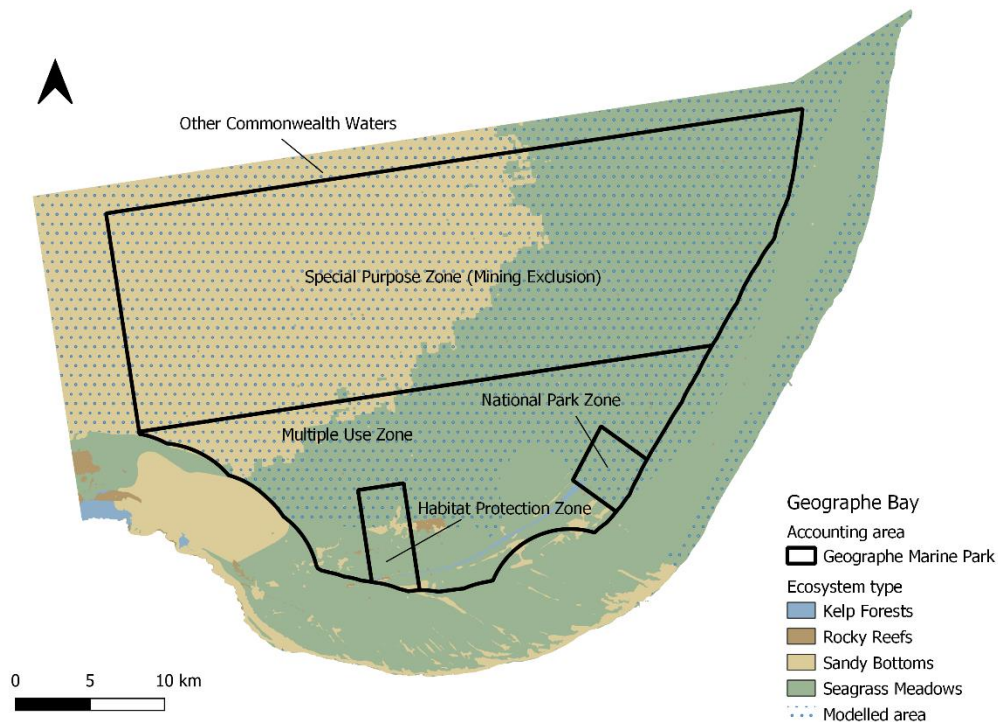 Other Commonwealth Waters
Special Purpose Zone (Mining Exclusion)
National Park Zone
Multiple Use Zone
Habitat Protection Zone
Geographe Bay
Accounting area
Geographe Marine Park
Ecosystem type
Kelp Forests
Rocky Reefs
Sandy Bottoms
Seagrass Meadows
Modelled area
0 5 10 km